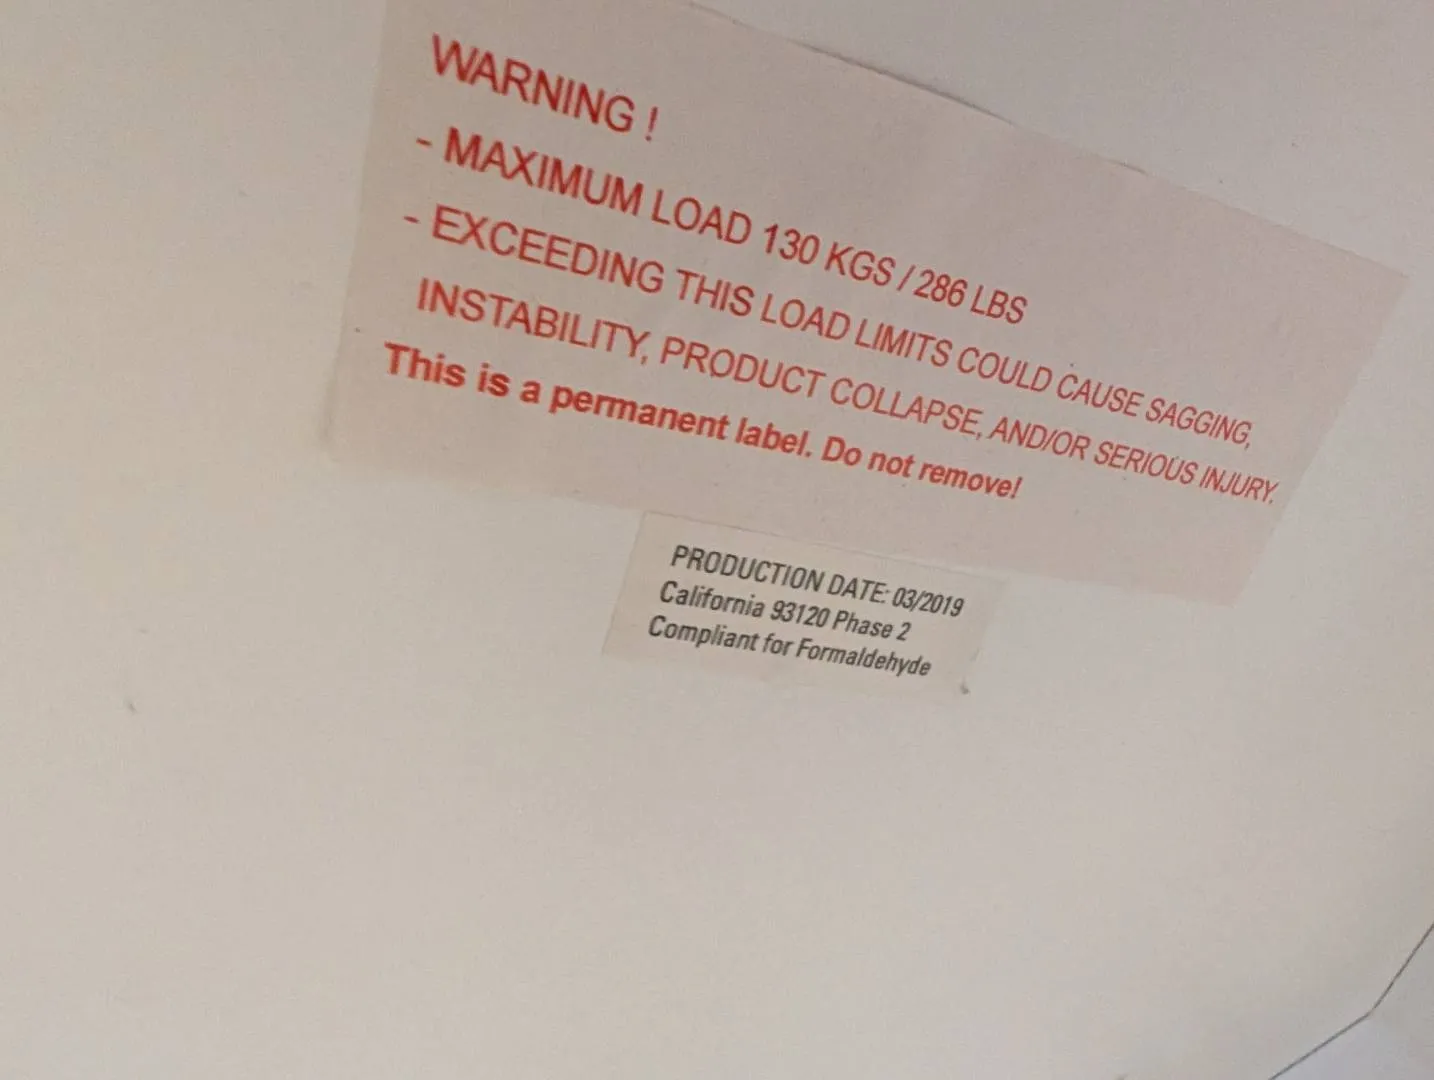 WARNING !
- MAXIMUM LOAD 130 KGS / 286 LBS
- EXCEEDING THIS LOAD LIMITS COULD CAUSE SAGGING,
INSTABILITY, PRODUCT COLLAPSE, AND/OR SERIOUS INJURY.
This is a permanent label. Do not remove!
PRODUCTION DATE: 03/2019
California 93120 Phase 2
Compliant for Formaldehyde